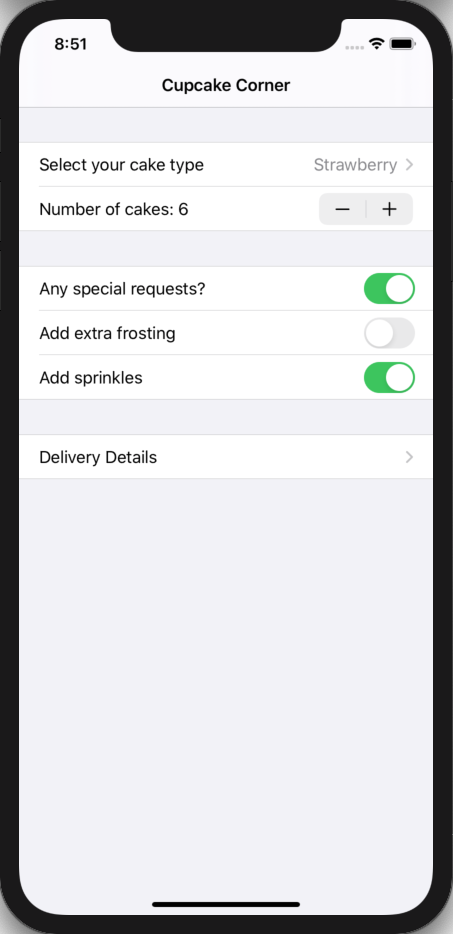 8:51
Cupcake Corner
Select your cake type Strawberry
Number of cakes: 6
Any special requests?
Add extra frosting
Add sprinkles
Delivery Details